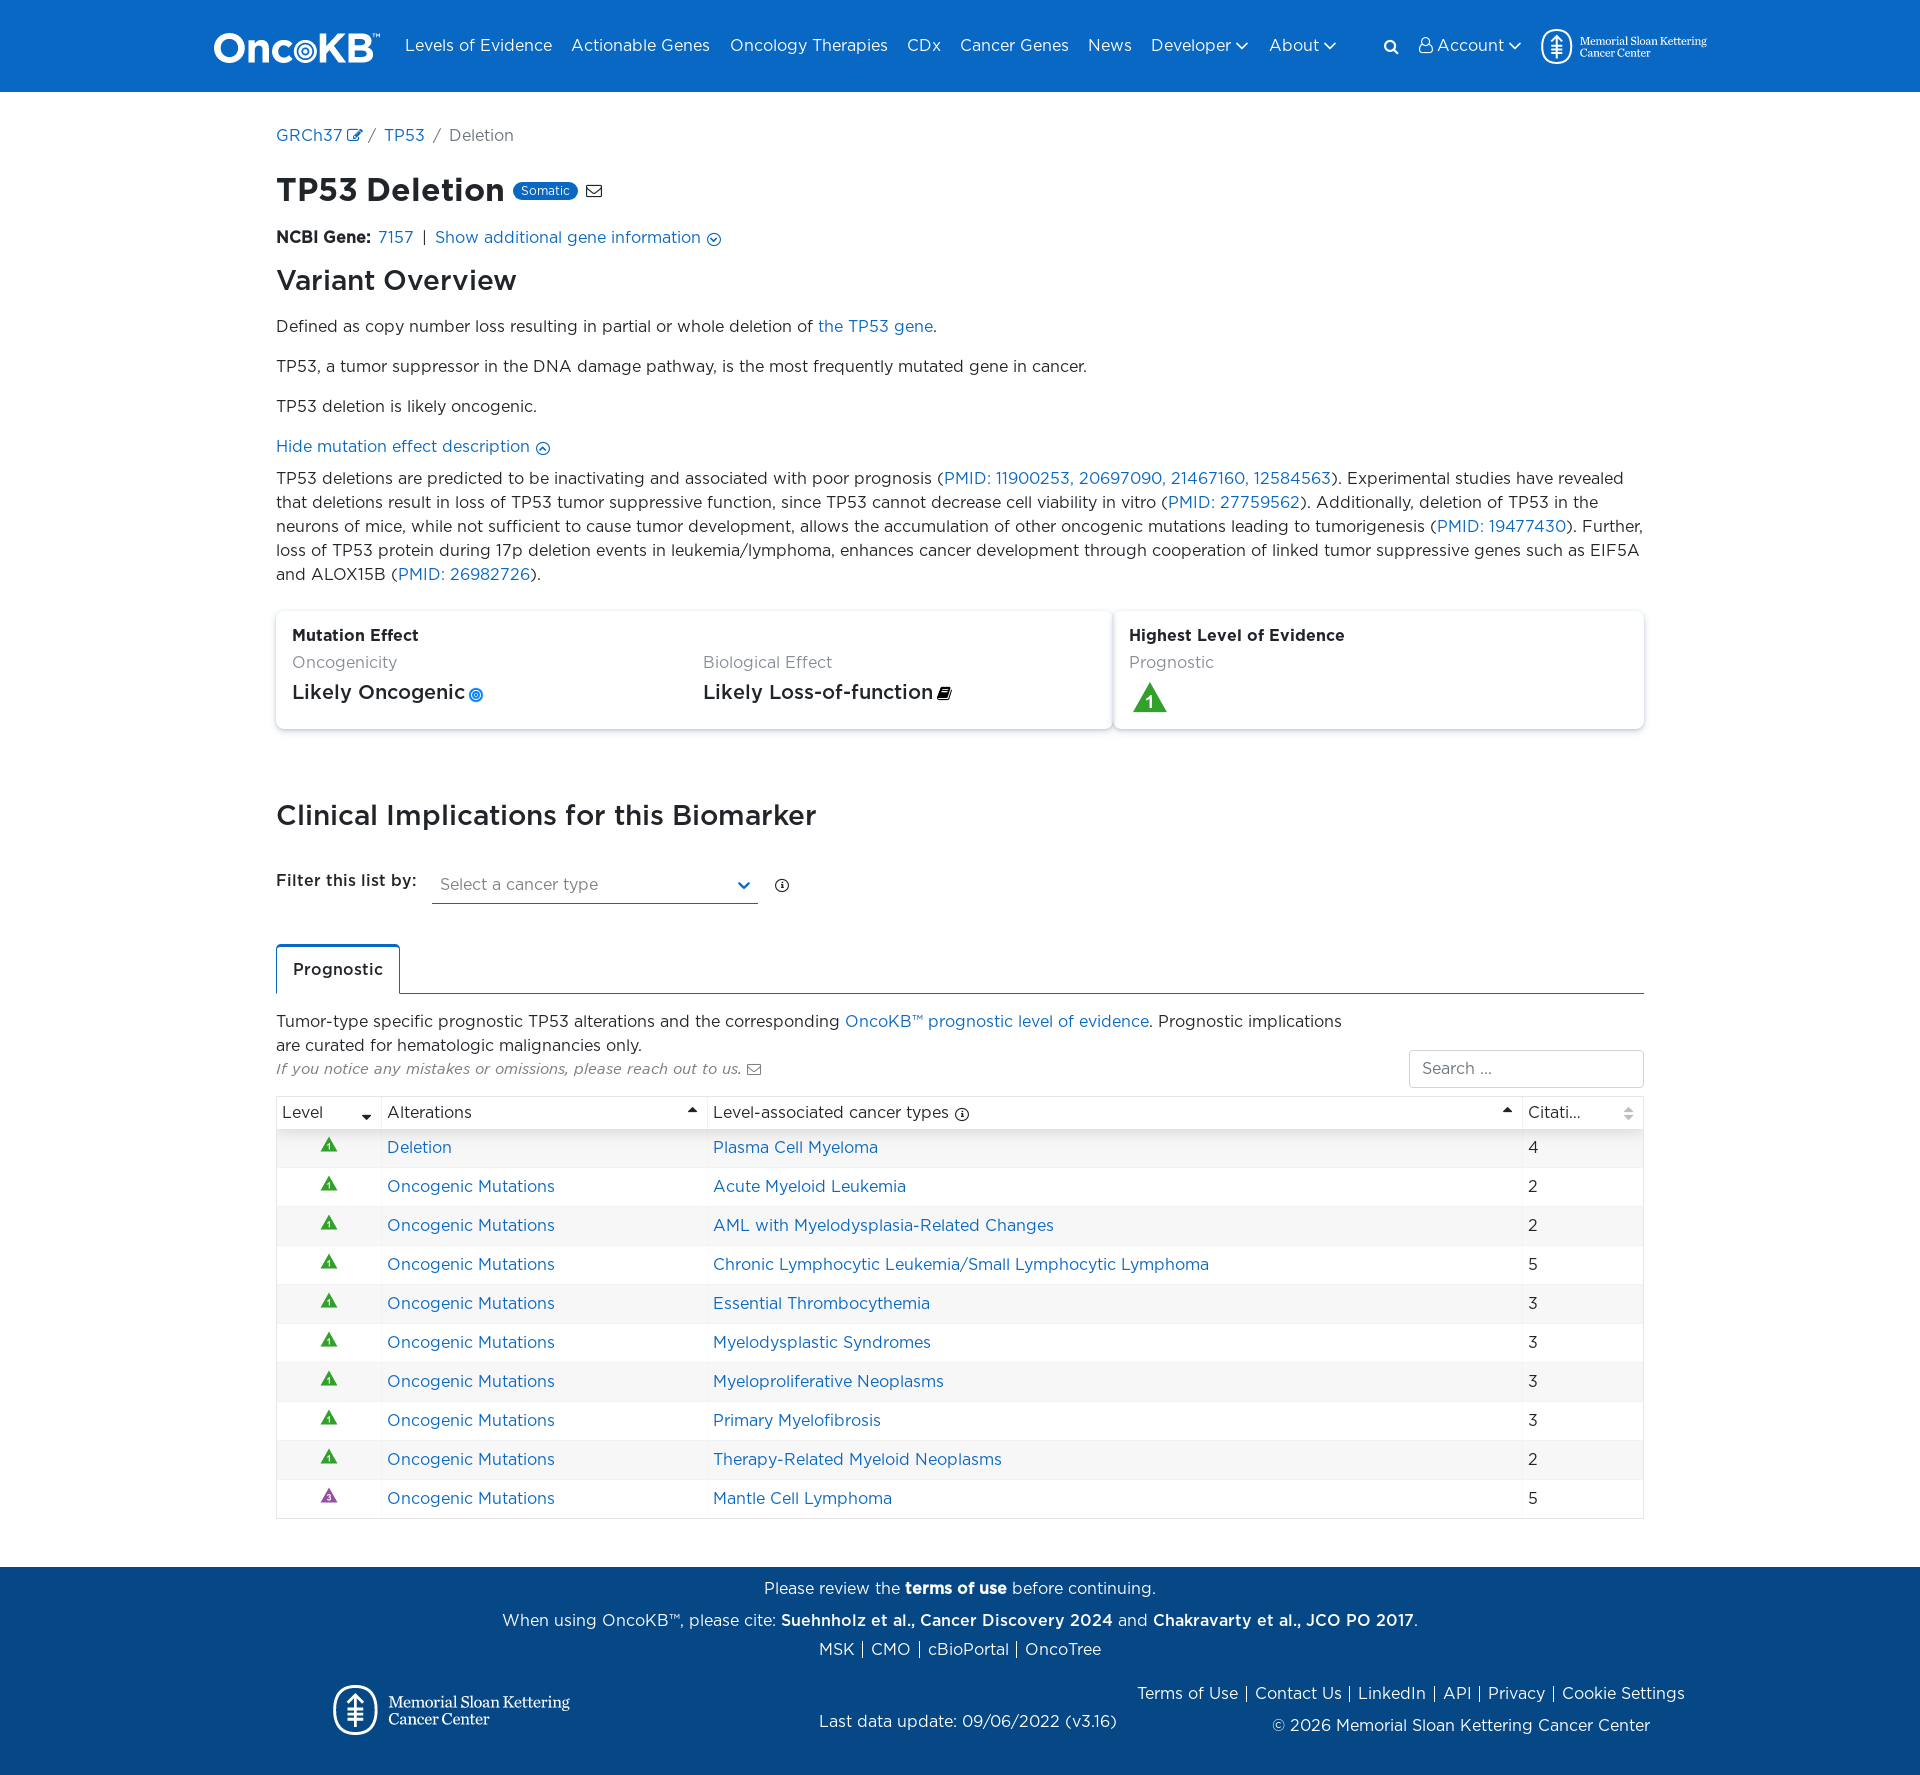 OncoKB™ Levels of Evidence Actionable Genes Oncology Therapies CDx Cancer Genes News Developer About Account Memorial Sloan Kettering
Cancer Center
GRCh37 / TP53 / Deletion
TP53 Deletion Somatic
NCBI Gene: 7157 | Show additional gene information
Variant Overview
Defined as copy number loss resulting in partial or whole deletion of the TP53 gene.
TP53, a tumor suppressor in the DNA damage pathway, is the most frequently mutated gene in cancer.
TP53 deletion is likely oncogenic.
Hide mutation effect description
TP53 deletions are predicted to be inactivating and associated with poor prognosis (PMID: 11900253, 20697090, 21467160, 12584563). Experimental studies have revealed
that deletions result in loss of TP53 tumor suppressive function, since TP53 cannot decrease cell viability in vitro (PMID: 27759562). Additionally, deletion of TP53 in the
neurons of mice, while not sufficient to cause tumor development, allows the accumulation of other oncogenic mutations leading to tumorigenesis (PMID: 19477430). Further,
loss of TP53 protein during 17p deletion events in leukemia/lymphoma, enhances cancer development through cooperation of linked tumor suppressive genes such as EIF5A
and ALOX15B (PMID: 26982726).
Mutation Effect
Oncogenicity Biological Effect
Likely Oncogenic Likely Loss-of-function
Highest Level of Evidence
Prognostic
1
Clinical Implications for this Biomarker
Filter this list by: Select a cancer type
Prognostic
Tumor-type specific prognostic TP53 alterations and the corresponding OncoKB™ prognostic level of evidence. Prognostic implications
are curated for hematologic malignancies only.
If you notice any mistakes or omissions, please reach out to us.
Search ...
Level Alterations Level-associated cancer types Citati...
1 Deletion Plasma Cell Myeloma 4
1 Oncogenic Mutations Acute Myeloid Leukemia 2
1 Oncogenic Mutations AML with Myelodysplasia-Related Changes 2
1 Oncogenic Mutations Chronic Lymphocytic Leukemia/Small Lymphocytic Lymphoma 5
1 Oncogenic Mutations Essential Thrombocythemia 3
1 Oncogenic Mutations Myelodysplastic Syndromes 3
1 Oncogenic Mutations Myeloproliferative Neoplasms 3
1 Oncogenic Mutations Primary Myelofibrosis 3
1 Oncogenic Mutations Therapy-Related Myeloid Neoplasms 2
3 Oncogenic Mutations Mantle Cell Lymphoma 5
Please review the terms of use before continuing.
When using OncoKB™, please cite: Suehnholz et al., Cancer Discovery 2024 and Chakravarty et al., JCO PO 2017.
MSK | CMO | cBioPortal | OncoTree
Memorial Sloan Kettering
Cancer Center
Last data update: 09/06/2022 (v3.16)
Terms of Use | Contact Us | LinkedIn | API | Privacy | Cookie Settings
© 2026 Memorial Sloan Kettering Cancer Center